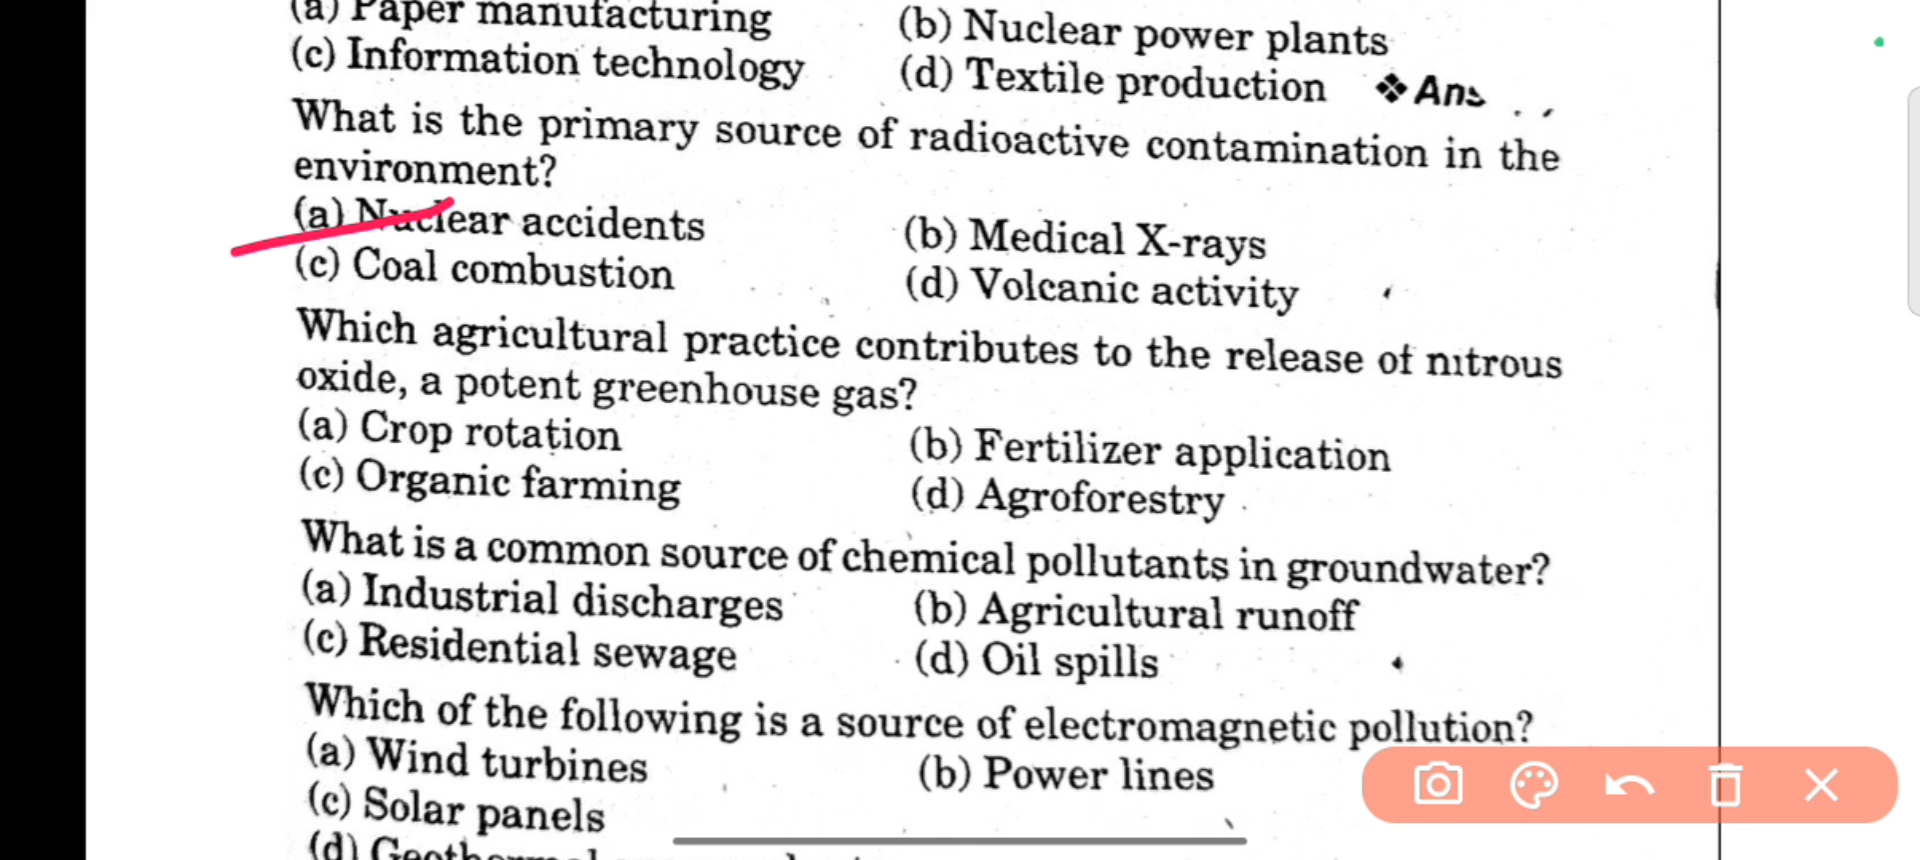 (a) Paper manufacturing (b) Nuclear power plants
(c) Information technology (d) Textile production ❖Ans
What is the primary source of radioactive contamination in the
environment?
(a) Nuclear accidents (b) Medical X-rays
(c) Coal combustion (d) Volcanic activity
Which agricultural practice contributes to the release of nitrous
oxide, a potent greenhouse gas?
(a) Crop rotation (b) Fertilizer application
(c) Organic farming (d) Agroforestry
What is a common source of chemical pollutants in groundwater?
(a) Industrial discharges (b) Agricultural runoff
(c) Residential sewage (d) Oil spills
Which of the following is a source of electromagnetic pollution?
(a) Wind turbines (b) Power lines
(c) Solar panels
(d)